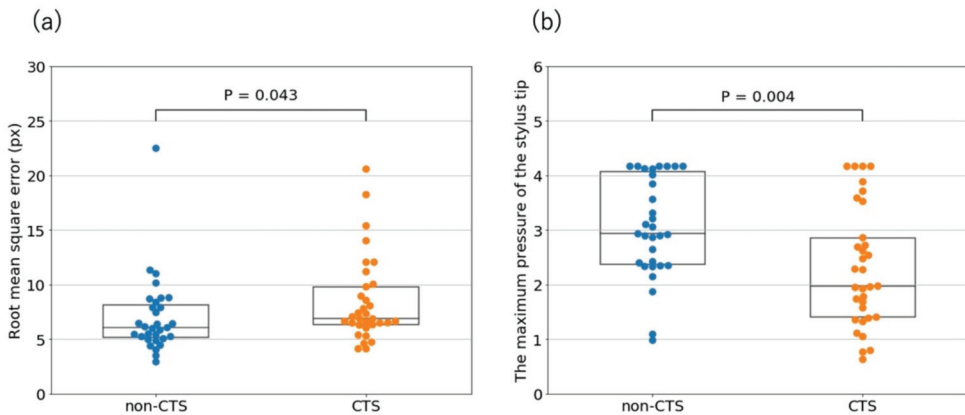 (a)
30
25
20
15
10
5
0
Root mean square error (px)
P = 0.043
non-CTS
CTS
(b)
6
5
4
3
2
1
0
The maximum pressure of the stylus tip
P = 0.004
non-CTS
CTS